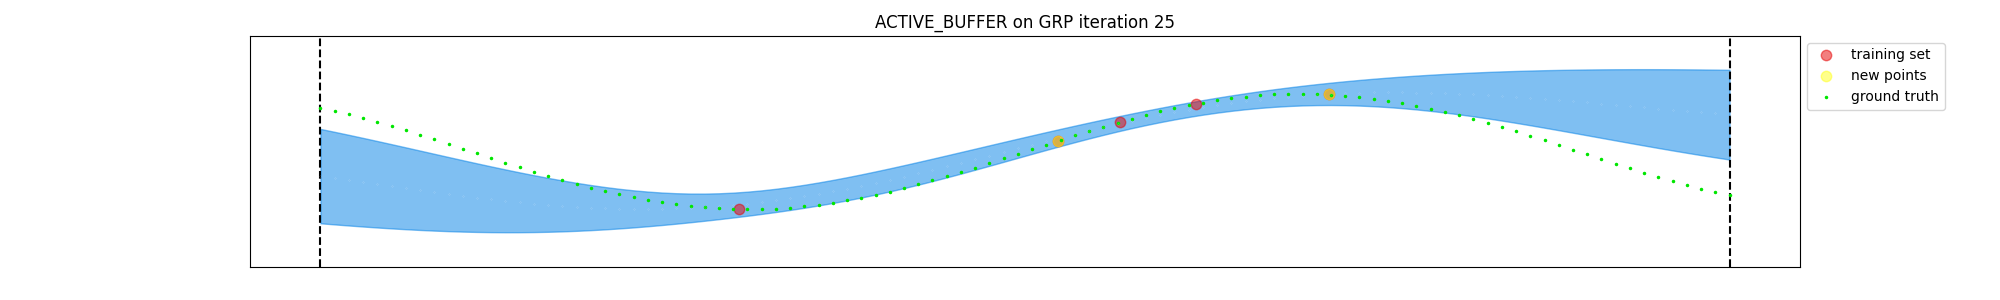 ACTIVE_BUFFER on GRP iteration 25
training set
new points
ground truth